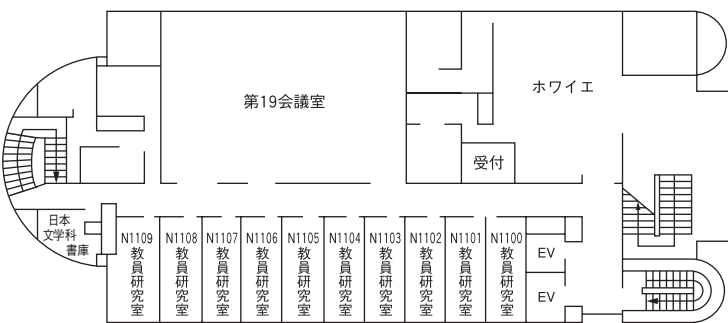 第19会議室
ホワイエ
受付
日本
文学科
書庫
N1109
教員研究室
N1108
教員研究室
N1107
教員研究室
N1106
教員研究室
N1105
教員研究室
N1104
教員研究室
N1103
教員研究室
N1102
教員研究室
N1101
教員研究室
N1100
教員研究室
EV
EV